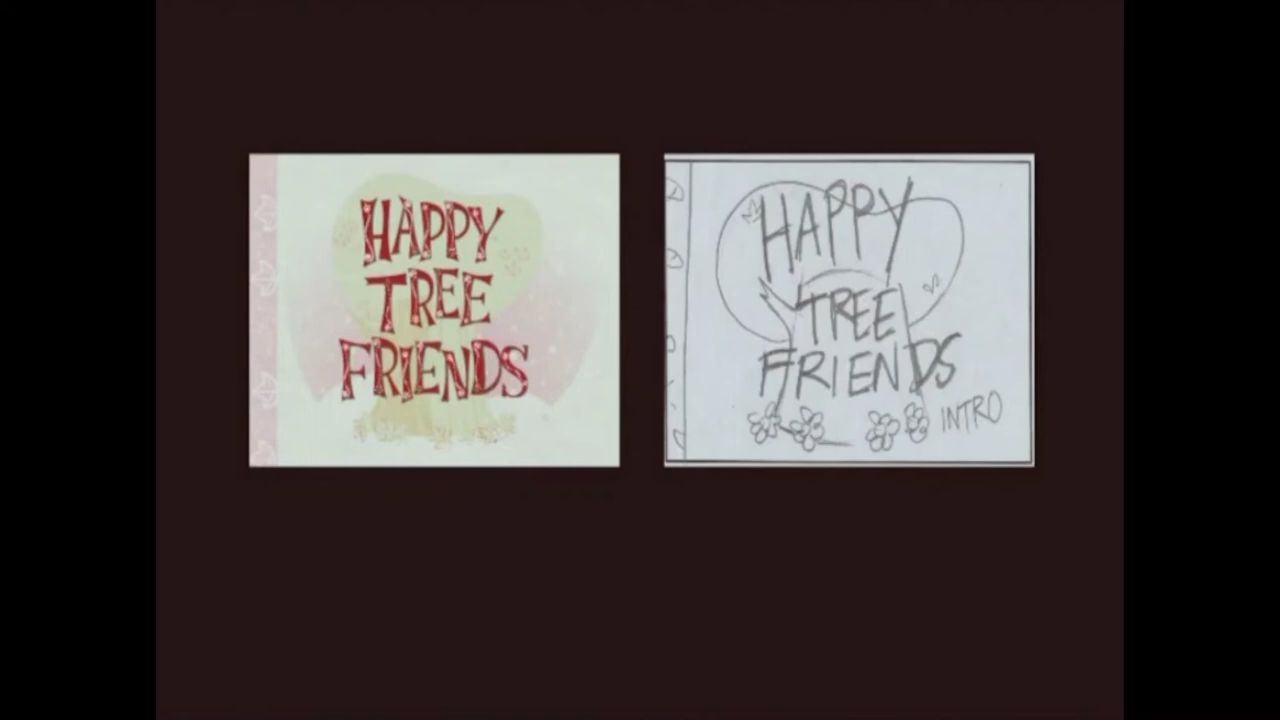 HAPPY
TREE
FRIENDS
HAPPY
TREE
FRIENDS
INTRO